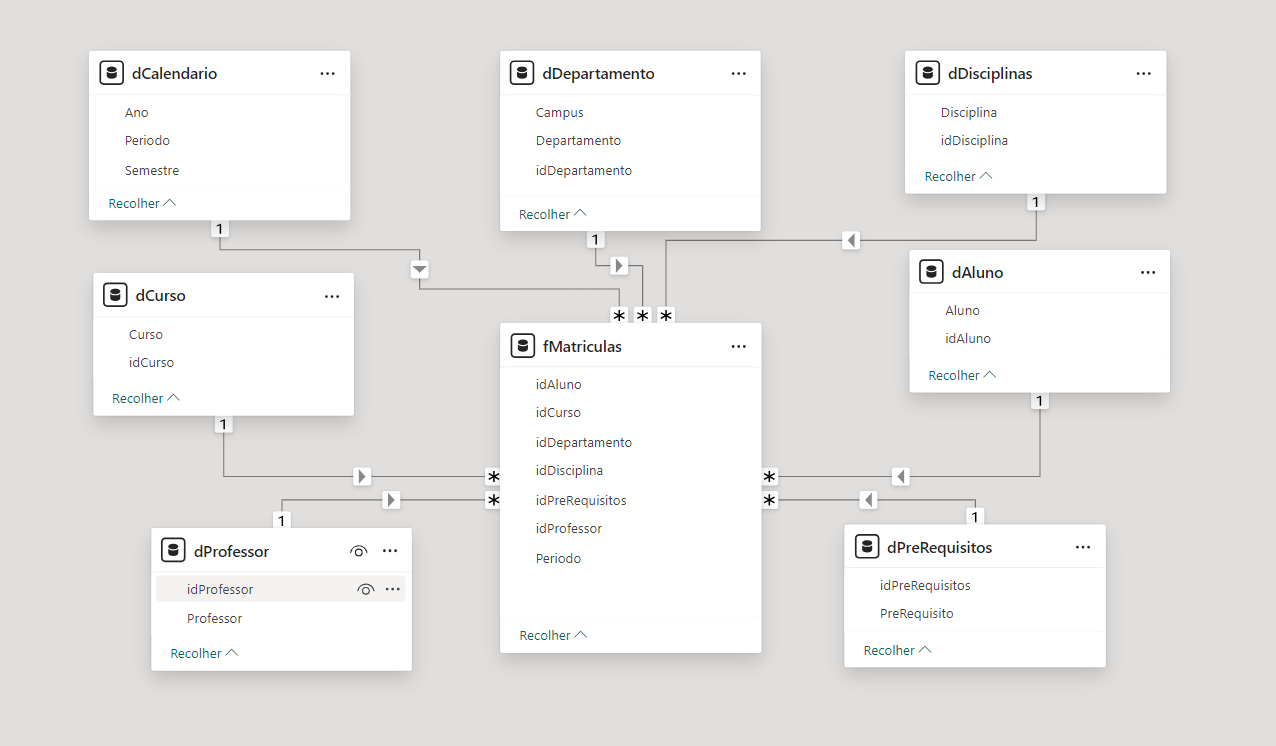 dCalendario
Ano
Periodo
Semestre
Recolher
1
dDepartamento
Campus
Departamento
idDepartamento
Recolher
1
dDisciplinas
Disciplina
idDisciplina
Recolher
1
dCurso
Curso
idCurso
Recolher
1
dAluno
Aluno
idAluno
Recolher
1
* * *
fMatriculas
idAluno
idCurso
idDepartamento
idDisciplina
idPreRequisitos
idProfessor
Periodo
Recolher
* *
* *
1
dProfessor
idProfessor
Professor
Recolher
1
dPreRequisitos
idPreRequisitos
PreRequisito
Recolher